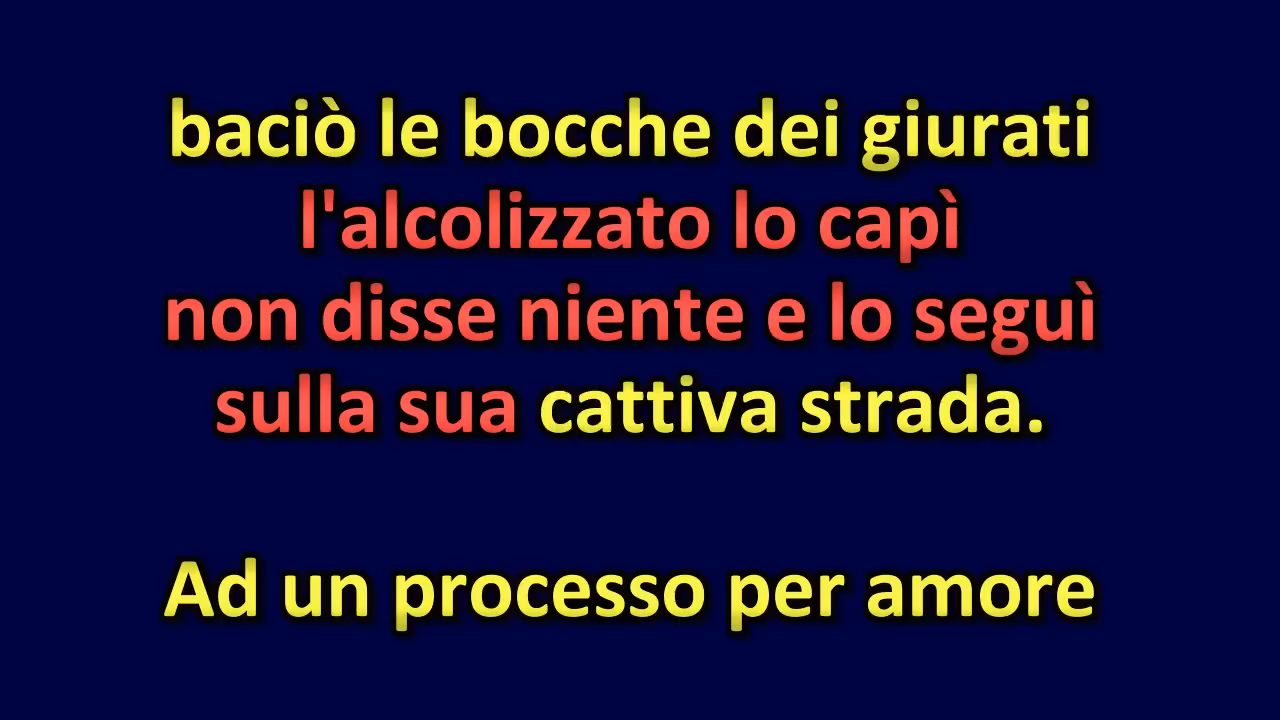 baciò le bocche dei giurati
l'alcolizzato lo capì
non disse niente e lo seguì
sulla sua cattiva strada.
Ad un processo per amore